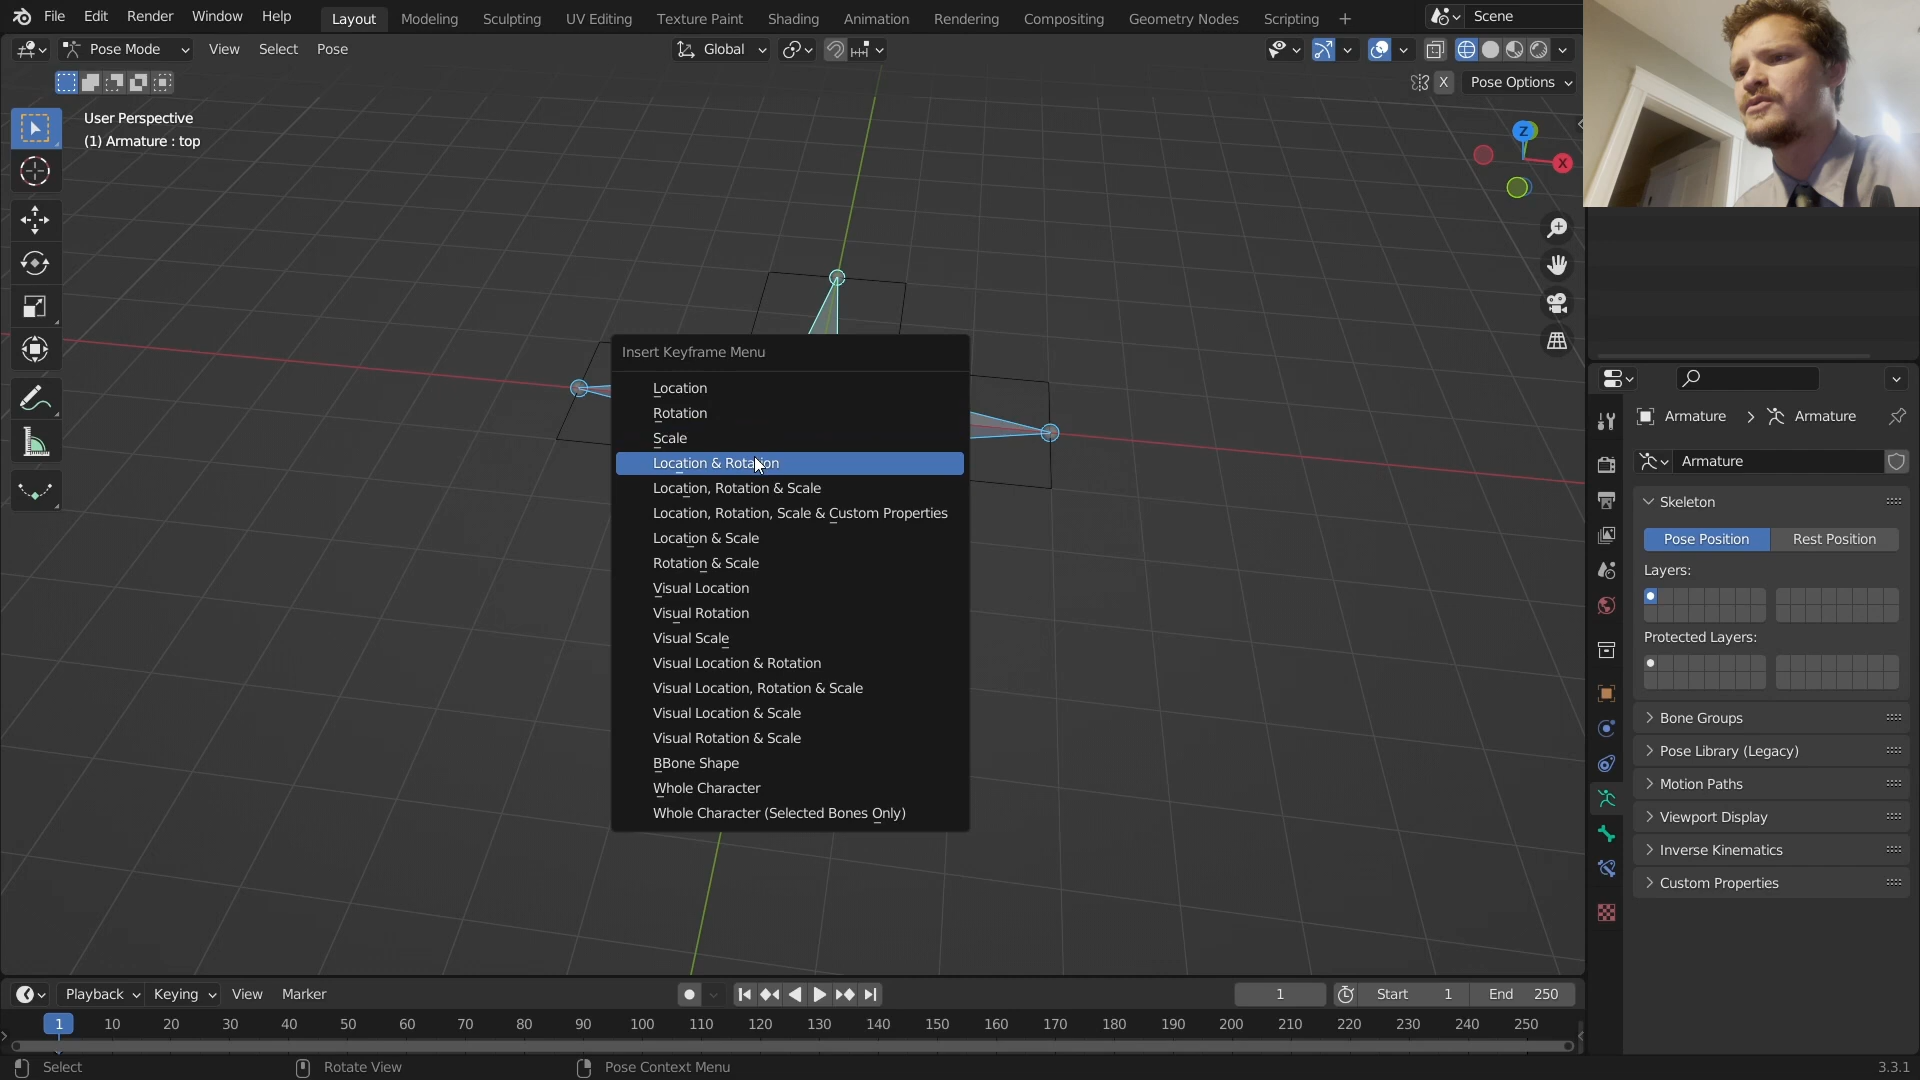 File Edit Render Window Help
Layout Modeling Sculpting UV Editing Texture Paint Shading Animation Rendering Compositing Geometry Nodes Scripting +
Scene
Pose Mode View Select Pose
Global
X
Pose Options
User Perspective
(1) Armature : top
Z
X
Insert Keyframe Menu
Location
Rotation
Scale
Location & Rotation
Location, Rotation & Scale
Location, Rotation, Scale & Custom Properties
Location & Scale
Rotation & Scale
Visual Location
Visual Rotation
Visual Scale
Visual Location & Rotation
Visual Location, Rotation & Scale
Visual Location & Scale
Visual Rotation & Scale
BBone Shape
Whole Character
Whole Character (Selected Bones Only)
Armature > Armature
Armature
Skeleton
Pose Position Rest Position
Layers:
Protected Layers:
Bone Groups
Pose Library (Legacy)
Motion Paths
Viewport Display
Inverse Kinematics
Custom Properties
Playback Keying View Marker
1 Start 1 End 250
1 10 20 30 40 50 60 70 80 90 100 110 120 130 140 150 160 170 180 190 200 210 220 230 240 250
Select Rotate View Pose Context Menu 3.3.1